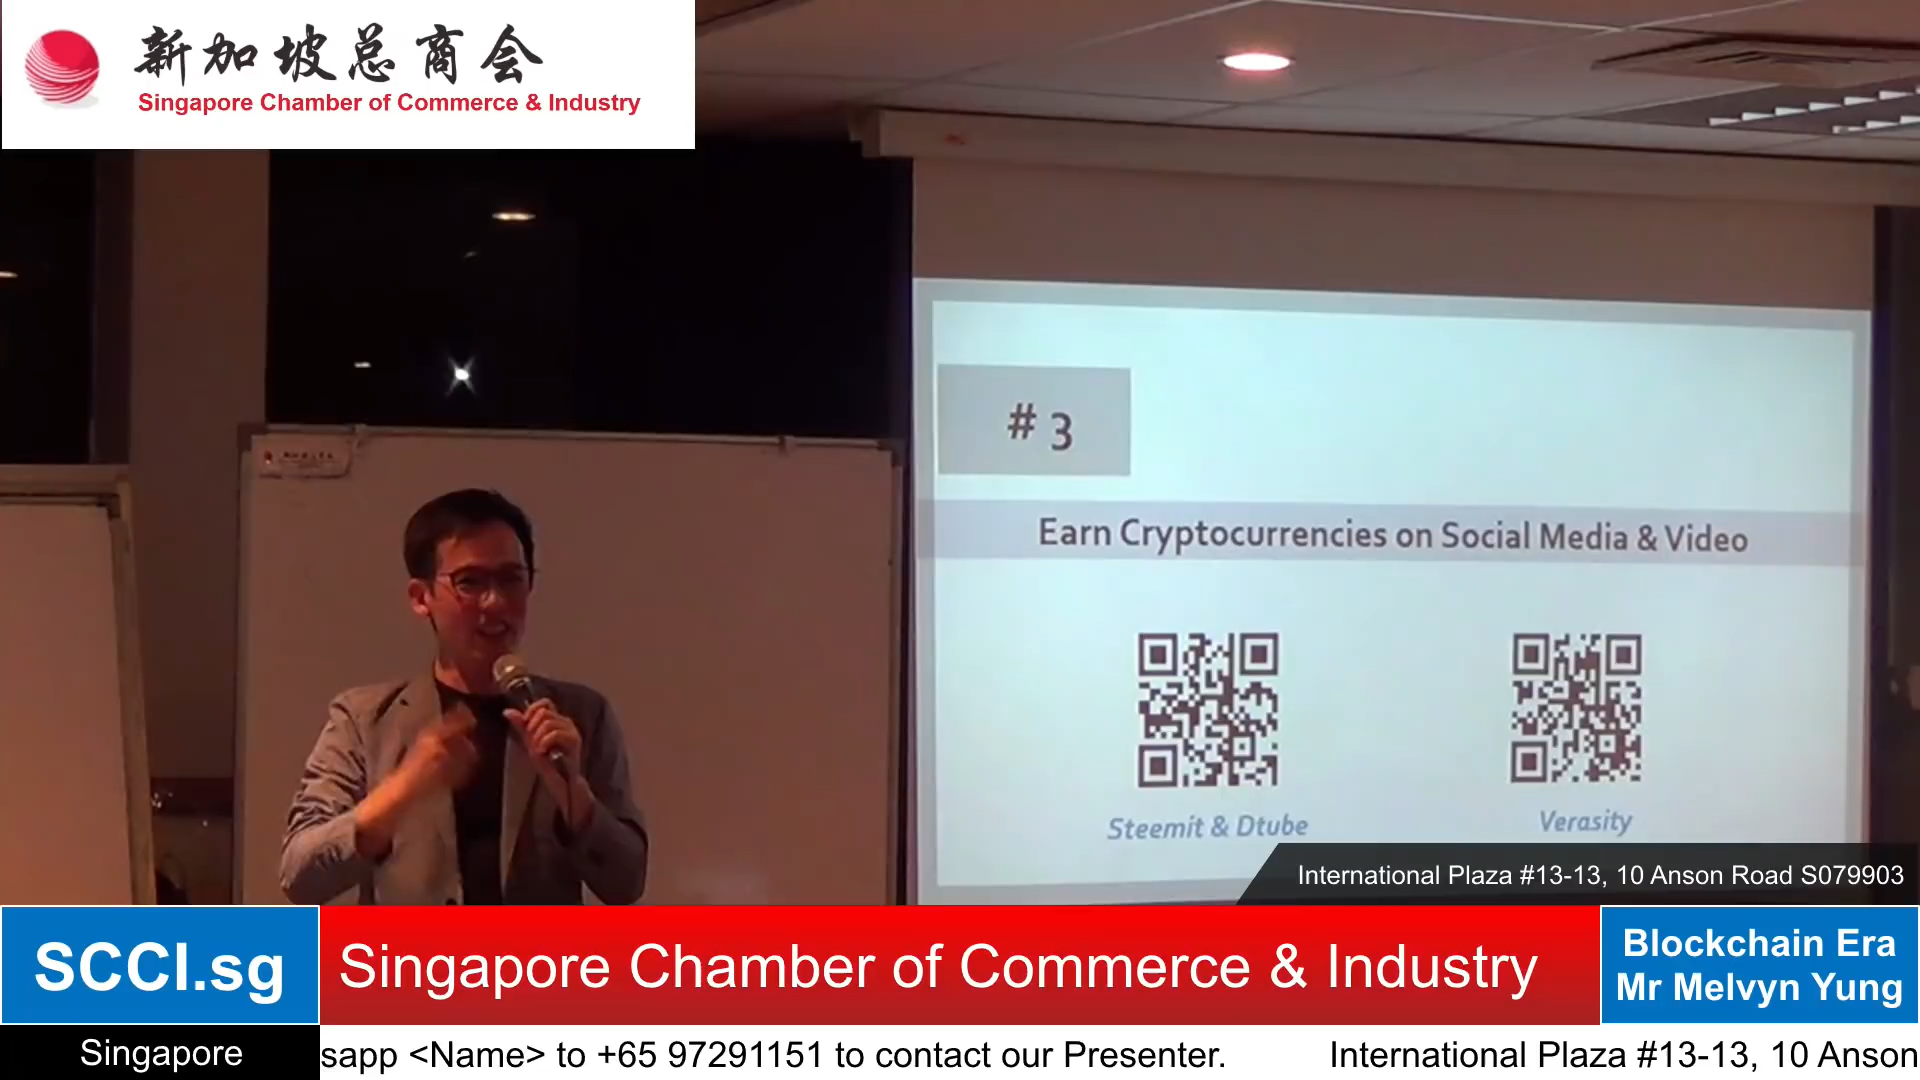 新加坡总商会
Singapore Chamber of Commerce & Industry
# 3
Earn Cryptocurrencies on Social Media & Video
Steemit & Dtube
Verasity
International Plaza #13-13, 10 Anson Road S079903
SCCI.sg
Singapore Chamber of Commerce & Industry
Blockchain Era
Mr Melvyn Yung
Singapore
sapp <Name> to +65 97291151 to contact our Presenter.
International Plaza #13-13, 10 Anson